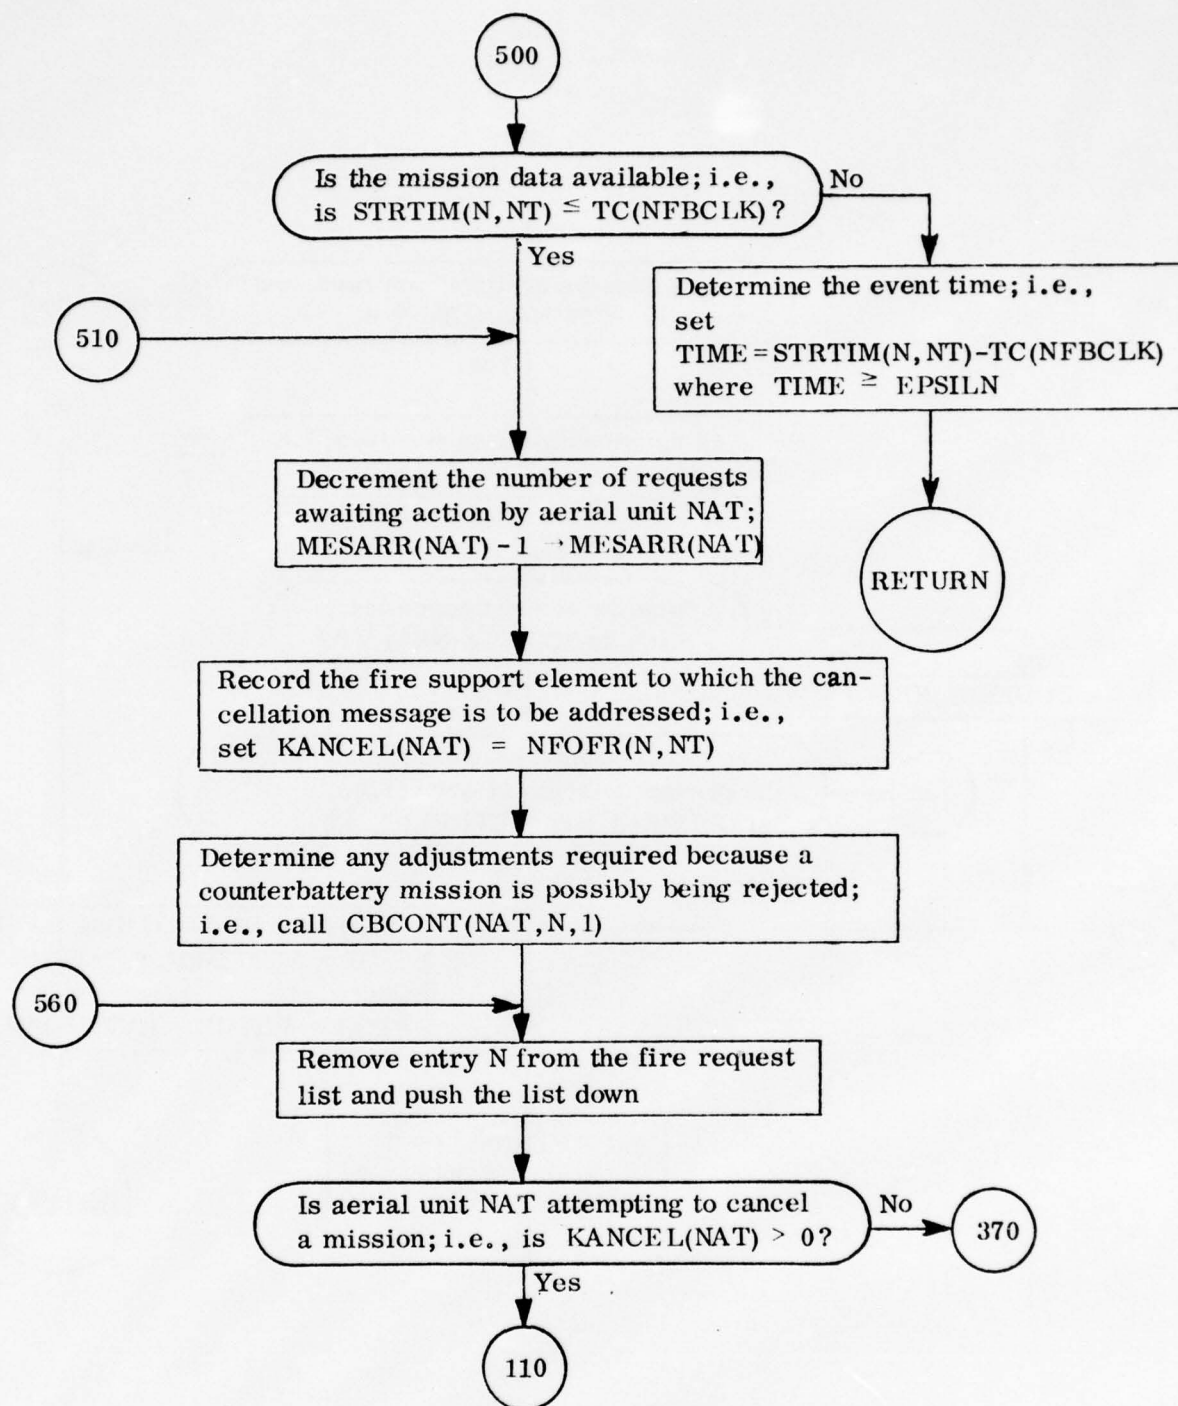 500
Is the mission data available; i.e.,
is STRTIM(N,NT) ≦ TC(NFBCLK)?
No
Yes
Determine the event time; i.e.,
set
TIME=STRTIM(N,NT)-TC(NFBCLK)
where TIME ≧ EPSILN
510
Decrement the number of requests
awaiting action by aerial unit NAT;
MESARR(NAT)-1 → MESARR(NAT)
RETURN
Record the fire support element to which the can-
cellation message is to be addressed; i.e.,
set KANCEL(NAT) = NFOFR(N,NT)
Determine any adjustments required because a
counterbattery mission is possibly being rejected;
i.e., call CBCONT(NAT,N,1)
560
Remove entry N from the fire request
list and push the list down
Is aerial unit NAT attempting to cancel
a mission; i.e., is KANCEL(NAT) > 0?
No
370
Yes
110